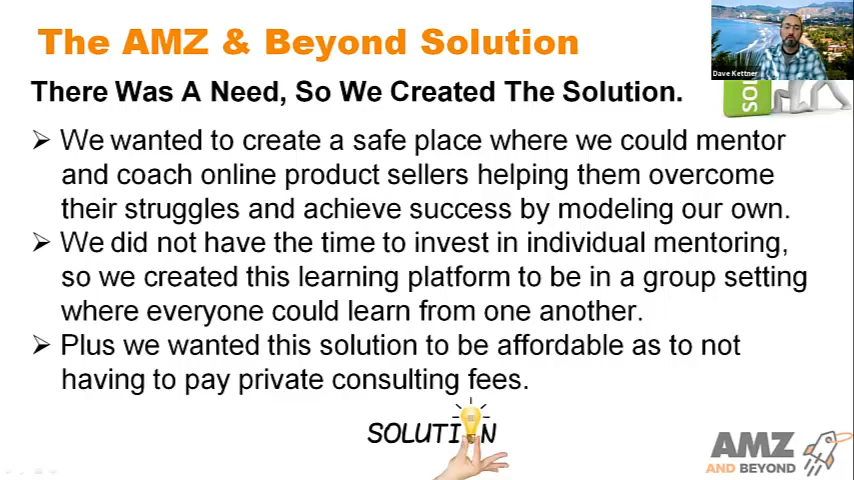 The AMZ & Beyond Solution
Dave Kettner
There Was A Need, So We Created The Solution.
SOL
➢ We wanted to create a safe place where we could mentor
and coach online product sellers helping them overcome
their struggles and achieve success by modeling our own.
➢ We did not have the time to invest in individual mentoring,
so we created this learning platform to be in a group setting
where everyone could learn from one another.
➢ Plus we wanted this solution to be affordable as to not
having to pay private consulting fees.
SOLUTI N
AMZ
AND BEYOND